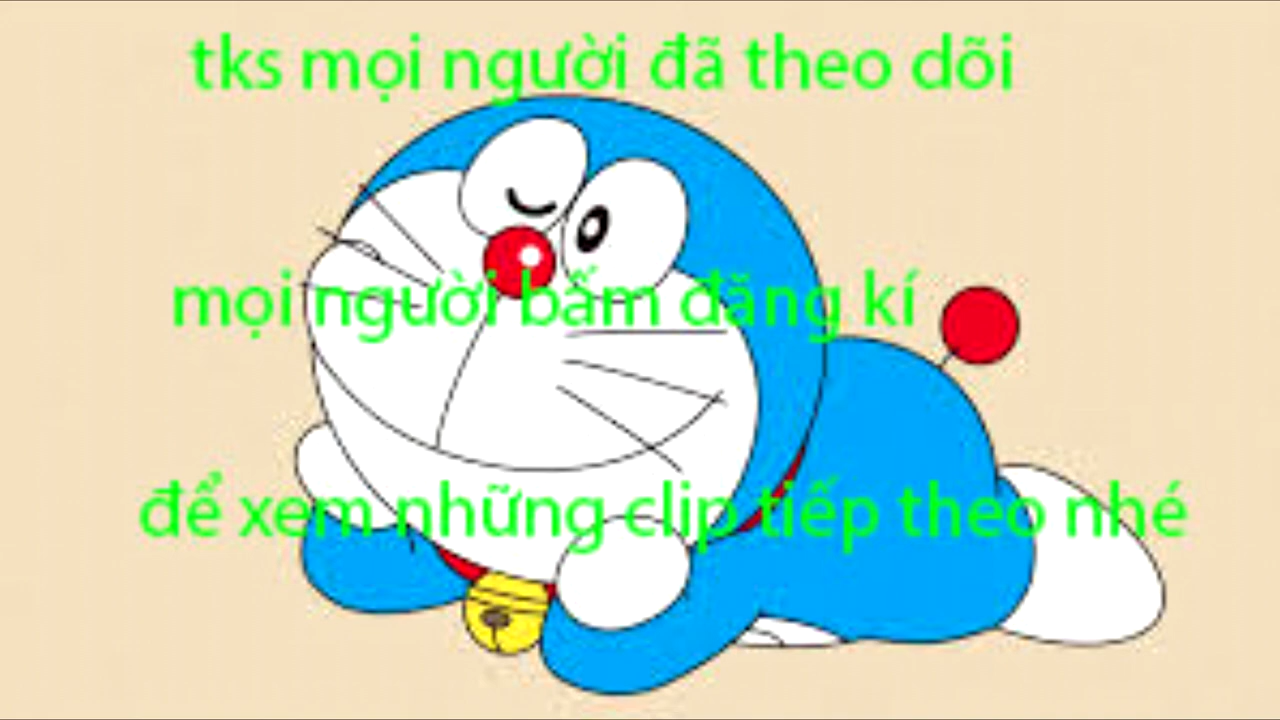 tks mọi người đã theo dõi
mọi người bấm đăng kí
để xem những clip tiếp theo nhé